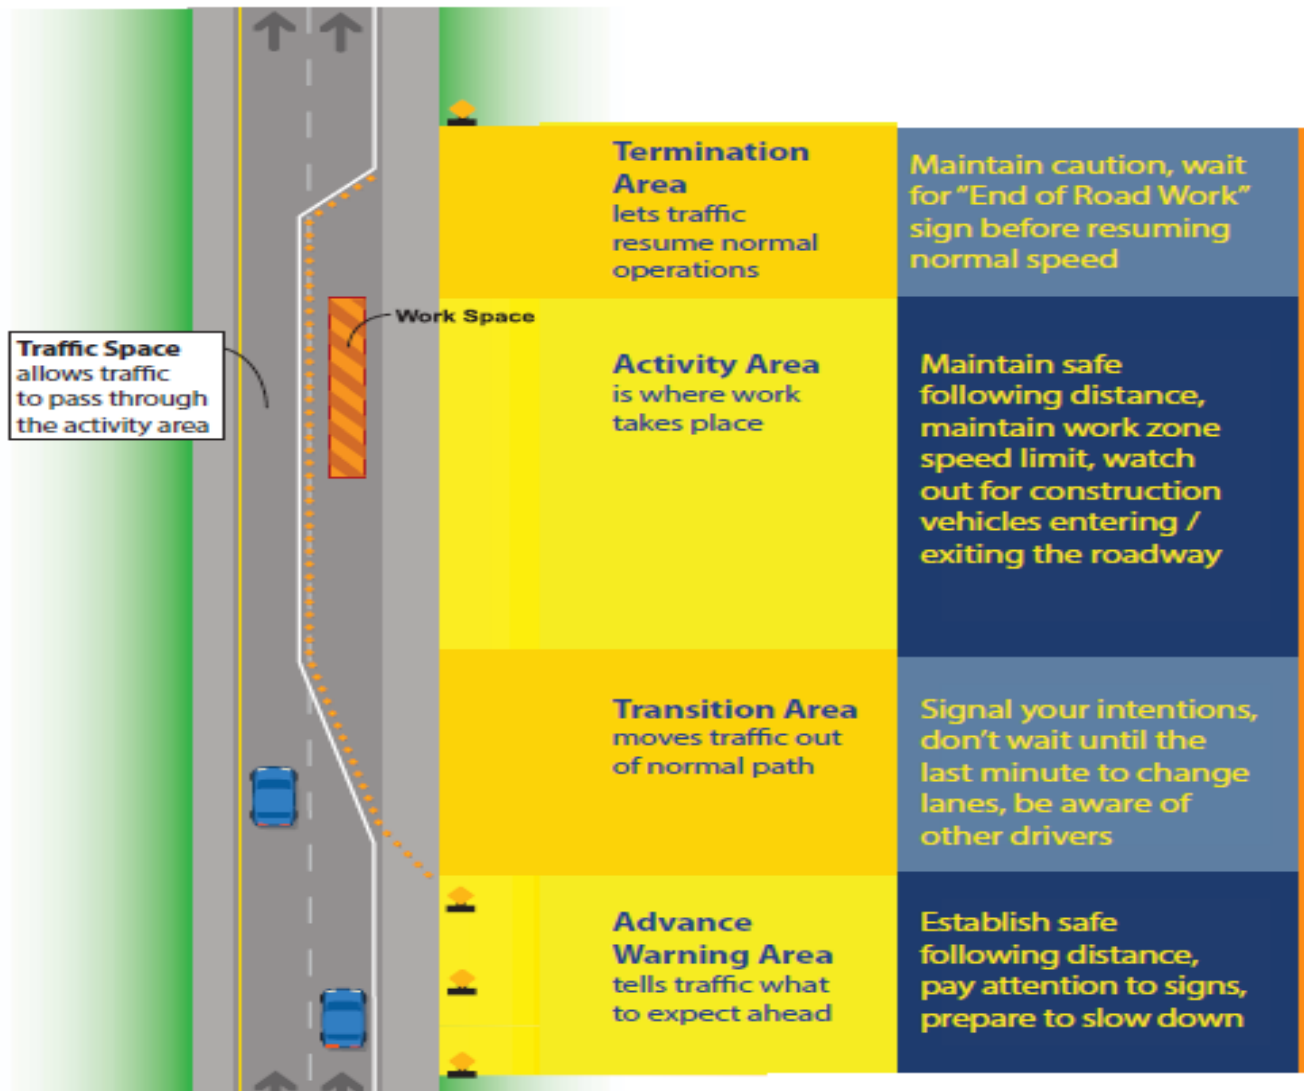 Termination
Area
lets traffic
resume normal
operations
Maintain caution, wait
for "End of Road Work"
sign before resuming
normal speed
Work Space
Traffic Space
allows traffic
to pass through
the activity area
Activity Area
is where work
takes place
Maintain safe
following distance,
maintain work zone
speed limit, watch
out for construction
vehicles entering /
exiting the roadway
Transition Area
moves traffic out
of normal path
Signal your intentions,
don't wait until the
last minute to change
lanes, be aware of
other drivers
Advance
Warning Area
tells traffic what
to expect ahead
Establish safe
following distance,
pay attention to signs,
prepare to slow down